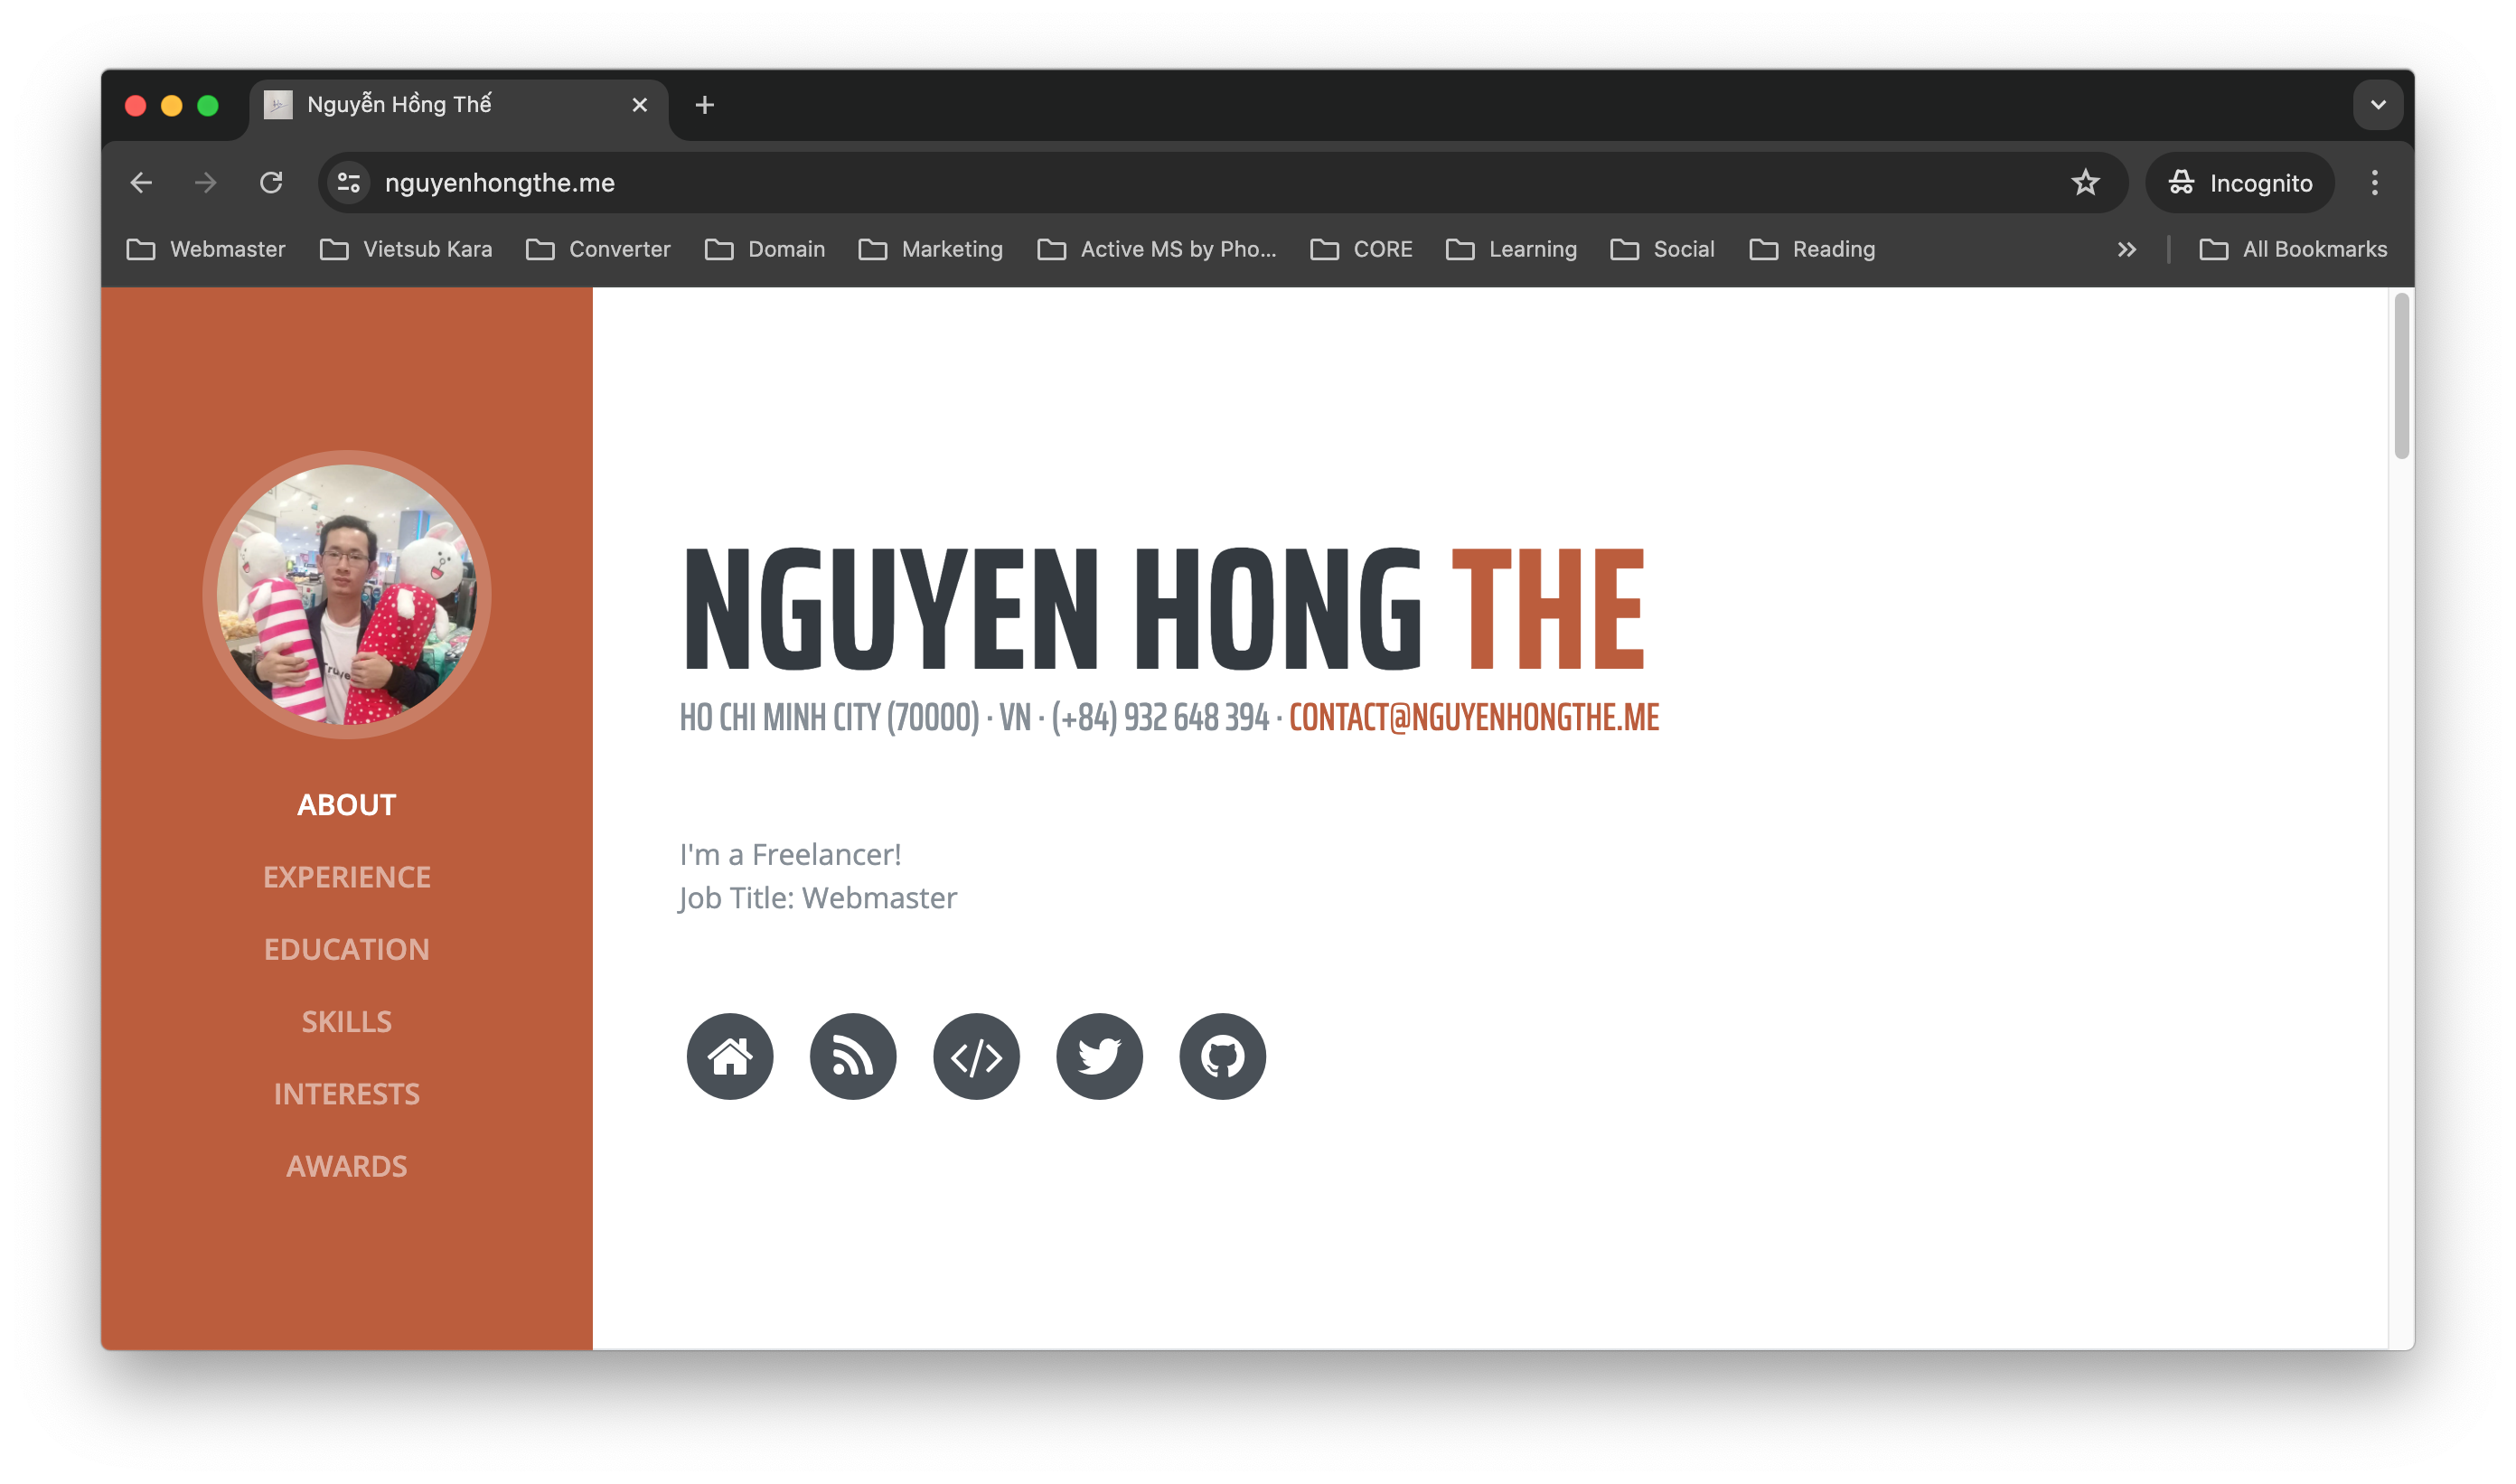 Nguyễn Hồng Thế
nguyenhongthe.me
Incognito
Webmaster
Vietsub Kara
Converter
Domain
Marketing
Active MS by Pho...
CORE
Learning
Social
Reading
All Bookmarks
ABOUT
EXPERIENCE
EDUCATION
SKILLS
INTERESTS
AWARDS
NGUYEN HONG THE
HO CHI MINH CITY (70000) · VN · (+84) 932 648 394 · CONTACT@NGUYENHONGTHE.ME
I'm a Freelancer!
Job Title: Webmaster